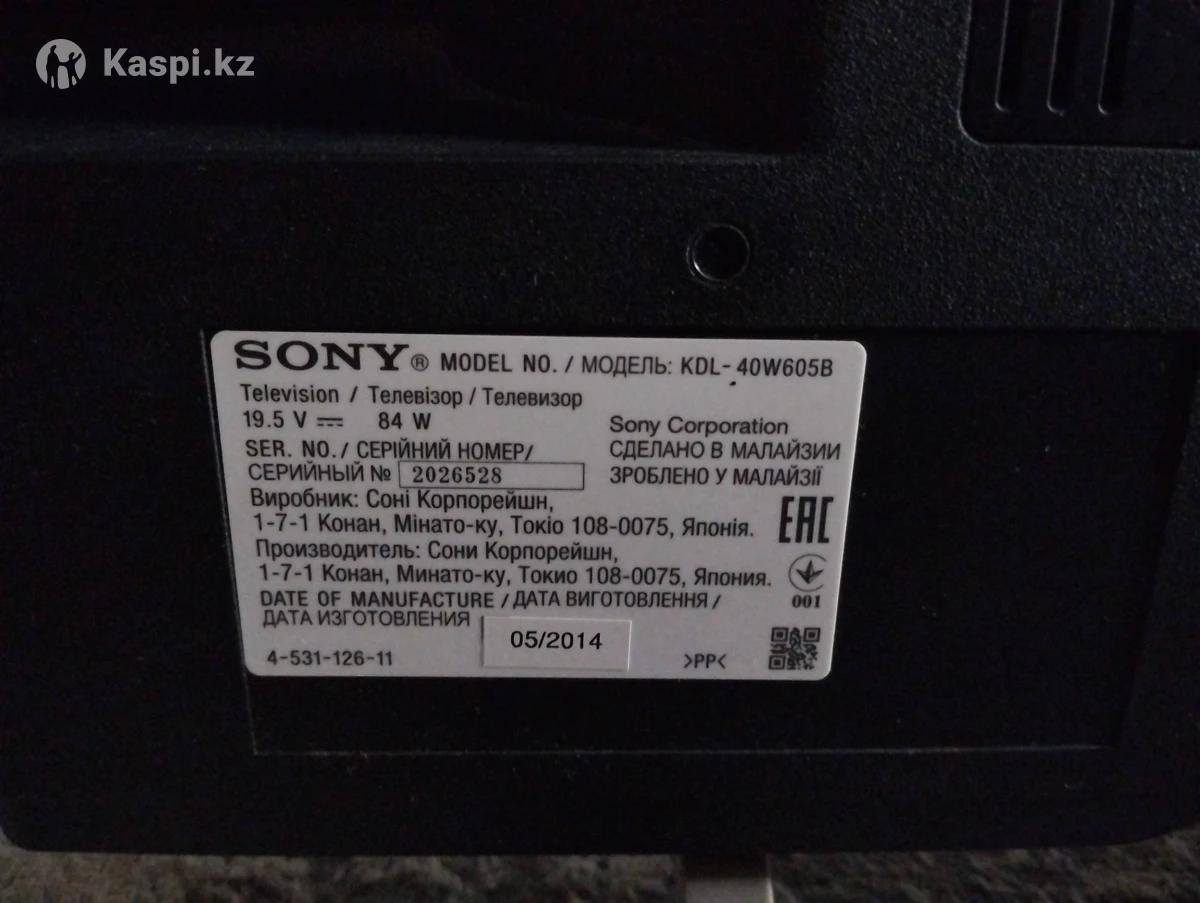 Kaspi.kz
SONY® MODEL NO. / МОДЕЛЬ: KDL-40W605B
Television / Телевізор / Телевизор
19.5 V ⎓ 84 W
Sony Corporation
SER. NO. / СЕРІЙНИЙ НОМЕР/
СДЕЛАНО В МАЛАЙЗИИ
СЕРИЙНЫЙ № 2026528
ЗРОБЛЕНО У МАЛАЙЗІЇ
Виробник: Соні Корпорейшн,
1-7-1 Конан, Мінато-ку, Токіо 108-0075, Японія.
EAC
Производитель: Сони Корпорейшн,
1-7-1 Конан, Минато-ку, Токио 108-0075, Япония.
DATE OF MANUFACTURE / ДАТА ВИГОТОВЛЕННЯ /
001
ДАТА ИЗГОТОВЛЕНИЯ 05/2014
4-531-126-11 >PP<